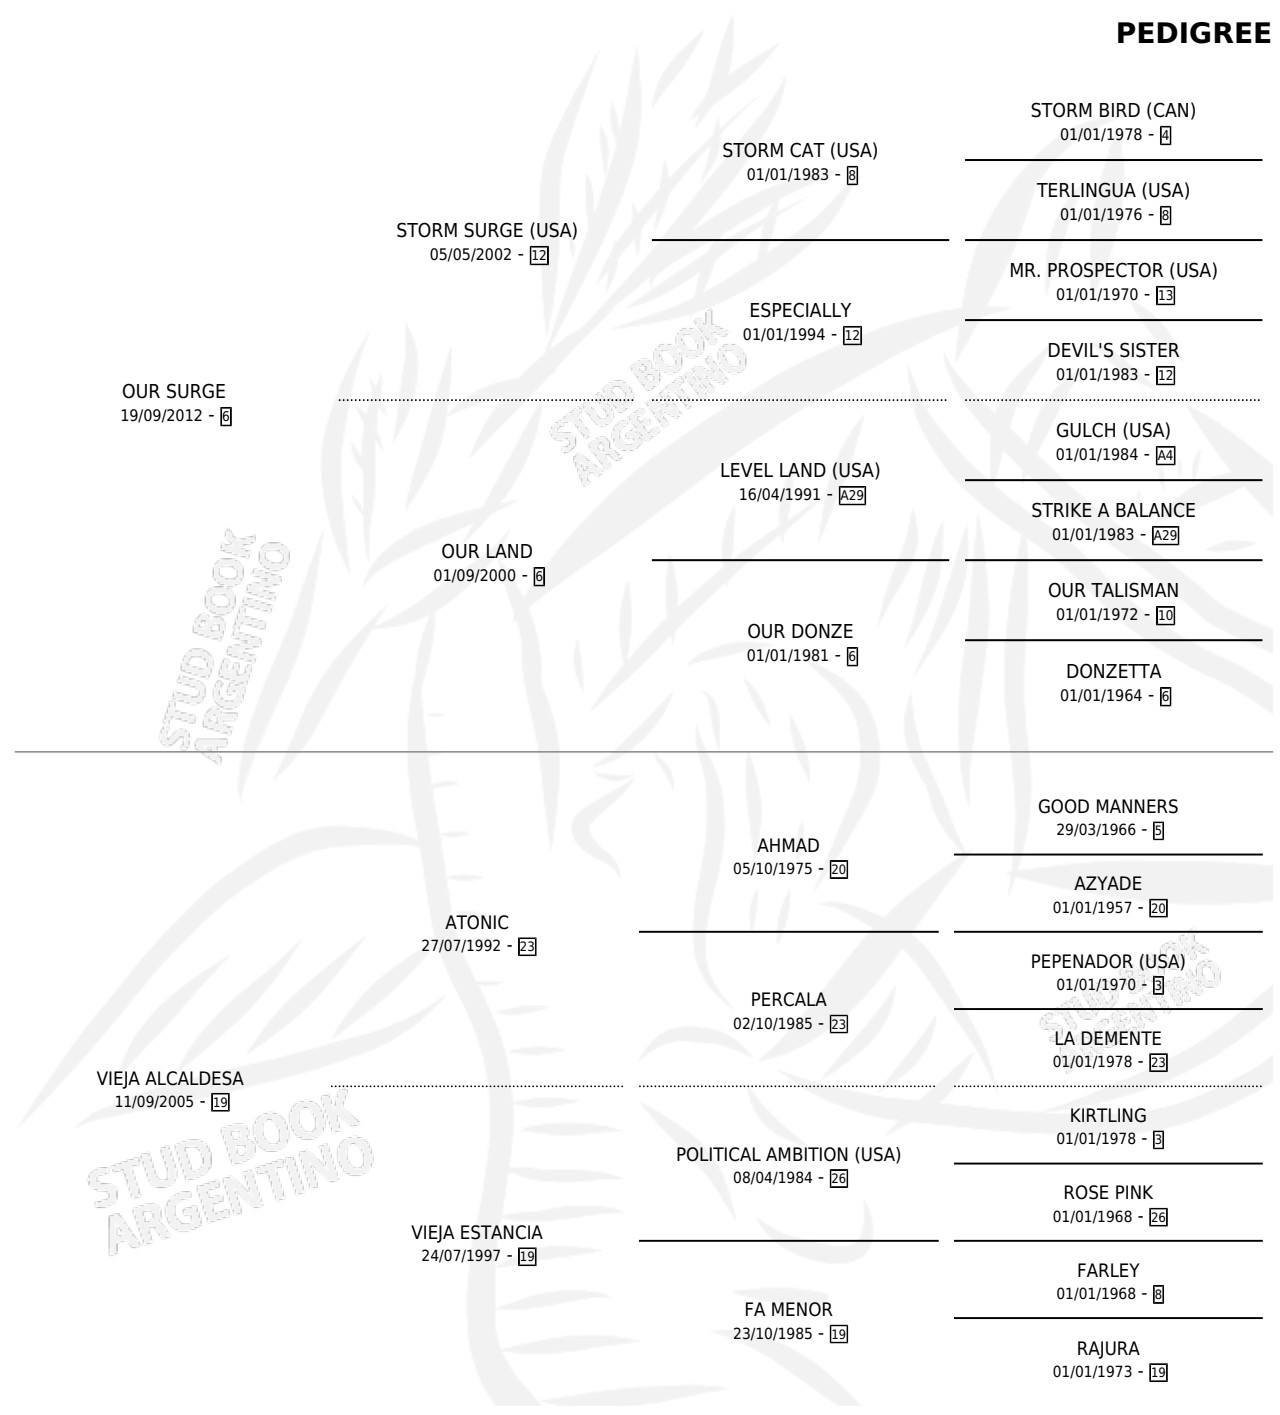 PEDIGREE
STORM BIRD (CAN)
01/01/1978 - 4
STORM CAT (USA)
01/01/1983 - 8
TERLINGUA (USA)
01/01/1976 - 8
STORM SURGE (USA)
05/05/2002 - 12
MR. PROSPECTOR (USA)
01/01/1970 - 13
ESPECIALLY
01/01/1994 - 12
DEVIL'S SISTER
01/01/1983 - 12
OUR SURGE
19/09/2012 - 6
GULCH (USA)
01/01/1984 - A4
LEVEL LAND (USA)
16/04/1991 - A29
STRIKE A BALANCE
01/01/1983 - A29
OUR LAND
01/09/2000 - 6
OUR TALISMAN
01/01/1972 - 10
OUR DONZE
01/01/1981 - 6
DONZETTA
01/01/1964 - 6
STUD BOOK
ARGENTINO
STUD BOOK
ARGENTINO
GOOD MANNERS
29/03/1966 - 5
AHMAD
05/10/1975 - 20
AZYADE
01/01/1957 - 20
ATONIC
27/07/1992 - 23
PEPENADOR (USA)
01/01/1970 - 3
PERCALA
02/10/1985 - 23
LA DEMENTE
01/01/1978 - 23
VIEJA ALCALDESA
11/09/2005 - 19
KIRTLING
01/01/1978 - 3
POLITICAL AMBITION (USA)
08/04/1984 - 26
ROSE PINK
01/01/1968 - 26
VIEJA ESTANCIA
24/07/1997 - 19
FARLEY
01/01/1968 - 8
FA MENOR
23/10/1985 - 19
RAJURA
01/01/1973 - 19
STUD BOOK
ARGENTINO
STUD BOOK
ARGENTINO